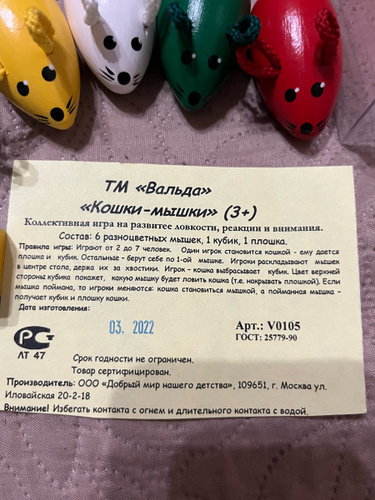 ТМ «Вальда»
«Кошки-мышки» (3+)
Коллективная игра на развитее ловкости, реакции и внимания.
Состав: 6 разноцветных мышек, 1 кубик, 1 плошка.
Правила игры: Играют от 2 до 7 человек. Один игрок становится кошкой - ему дается
плошка и кубик. Остальные - берут себе по 1-ой мышке. Игроки раскладывают мышек
в центре стола, держа их за хвостики. Игрок - кошка выбрасывает кубик. Цвет верхней
стороны кубика покажет, какую мышку будет ловить кошка (т.е. накрывать плошкой). Если
мышка поймана, то игроки меняются: кошка становиться мышкой, а пойманная мышка -
получает кубик и плошку кошки.
Дата изготовления:
03. 2022
Арт.: V0105
ГОСТ: 25779-90
РС
ЛТ 47
Срок годности не ограничен.
Товар сертифицирован.
Производитель: ООО «Добрый мир нашего детства», 109651, г. Москва ул.
Иловайская 20-2-18
Внимание! Избегать контакта с огнем и длительного контакта с водой.